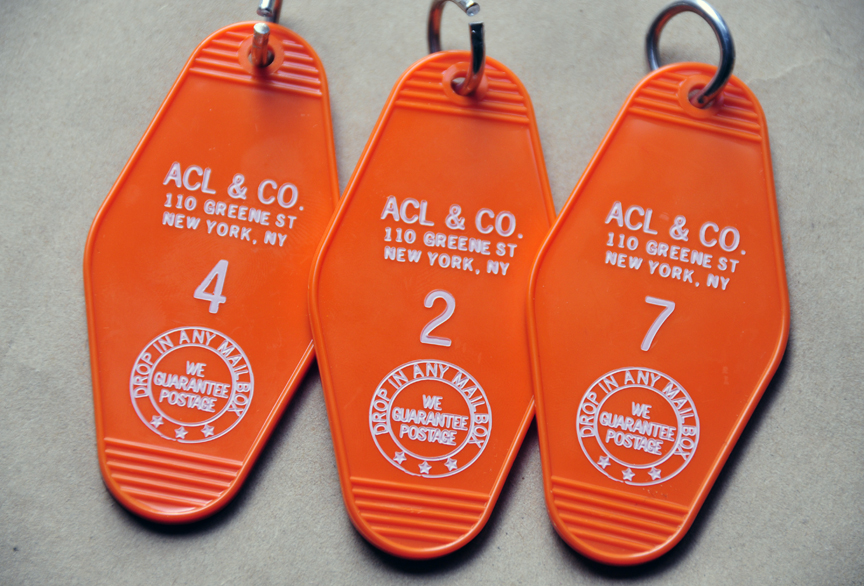 ACL & CO.
110 GREENE ST
NEW YORK, NY
4
DROP IN ANY MAIL BOX
WE
GUARANTEE
POSTAGE
ACL & CO.
110 GREENE ST
NEW YORK, NY
2
DROP IN ANY MAIL BOX
WE
GUARANTEE
POSTAGE
ACL & CO.
110 GREENE ST
NEW YORK, NY
7
DROP IN ANY MAIL BOX
WE
GUARANTEE
POSTAGE